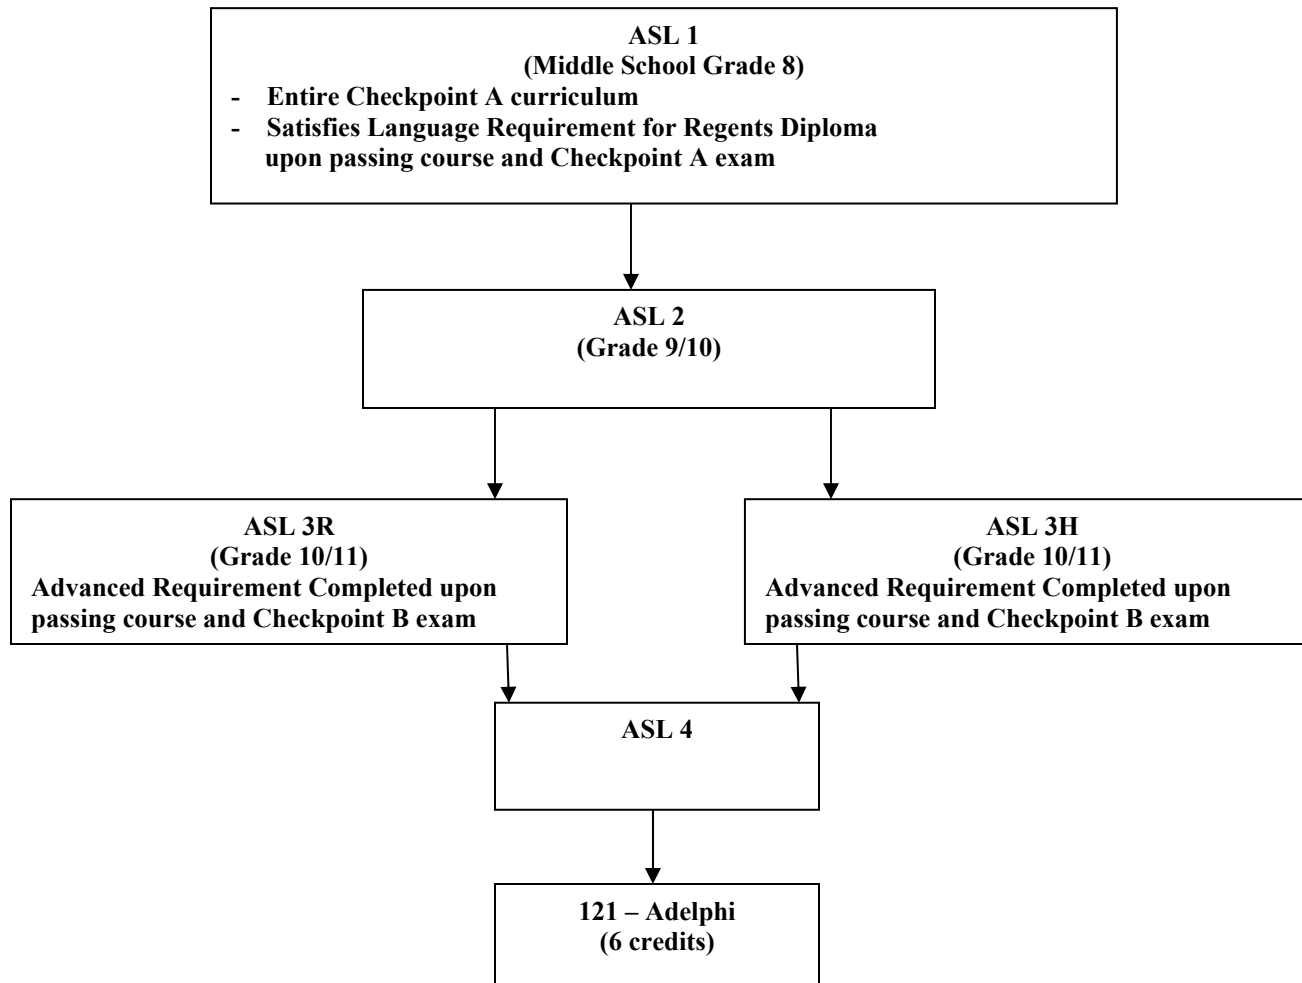 ASL 1
(Middle School Grade 8)
- Entire Checkpoint A curriculum
- Satisfies Language Requirement for Regents Diploma
upon passing course and Checkpoint A exam
ASL 2
(Grade 9/10)
ASL 3R
(Grade 10/11)
Advanced Requirement Completed upon
passing course and Checkpoint B exam
ASL 3H
(Grade 10/11)
Advanced Requirement Completed upon
passing course and Checkpoint B exam
ASL 4
121 – Adelphi
(6 credits)